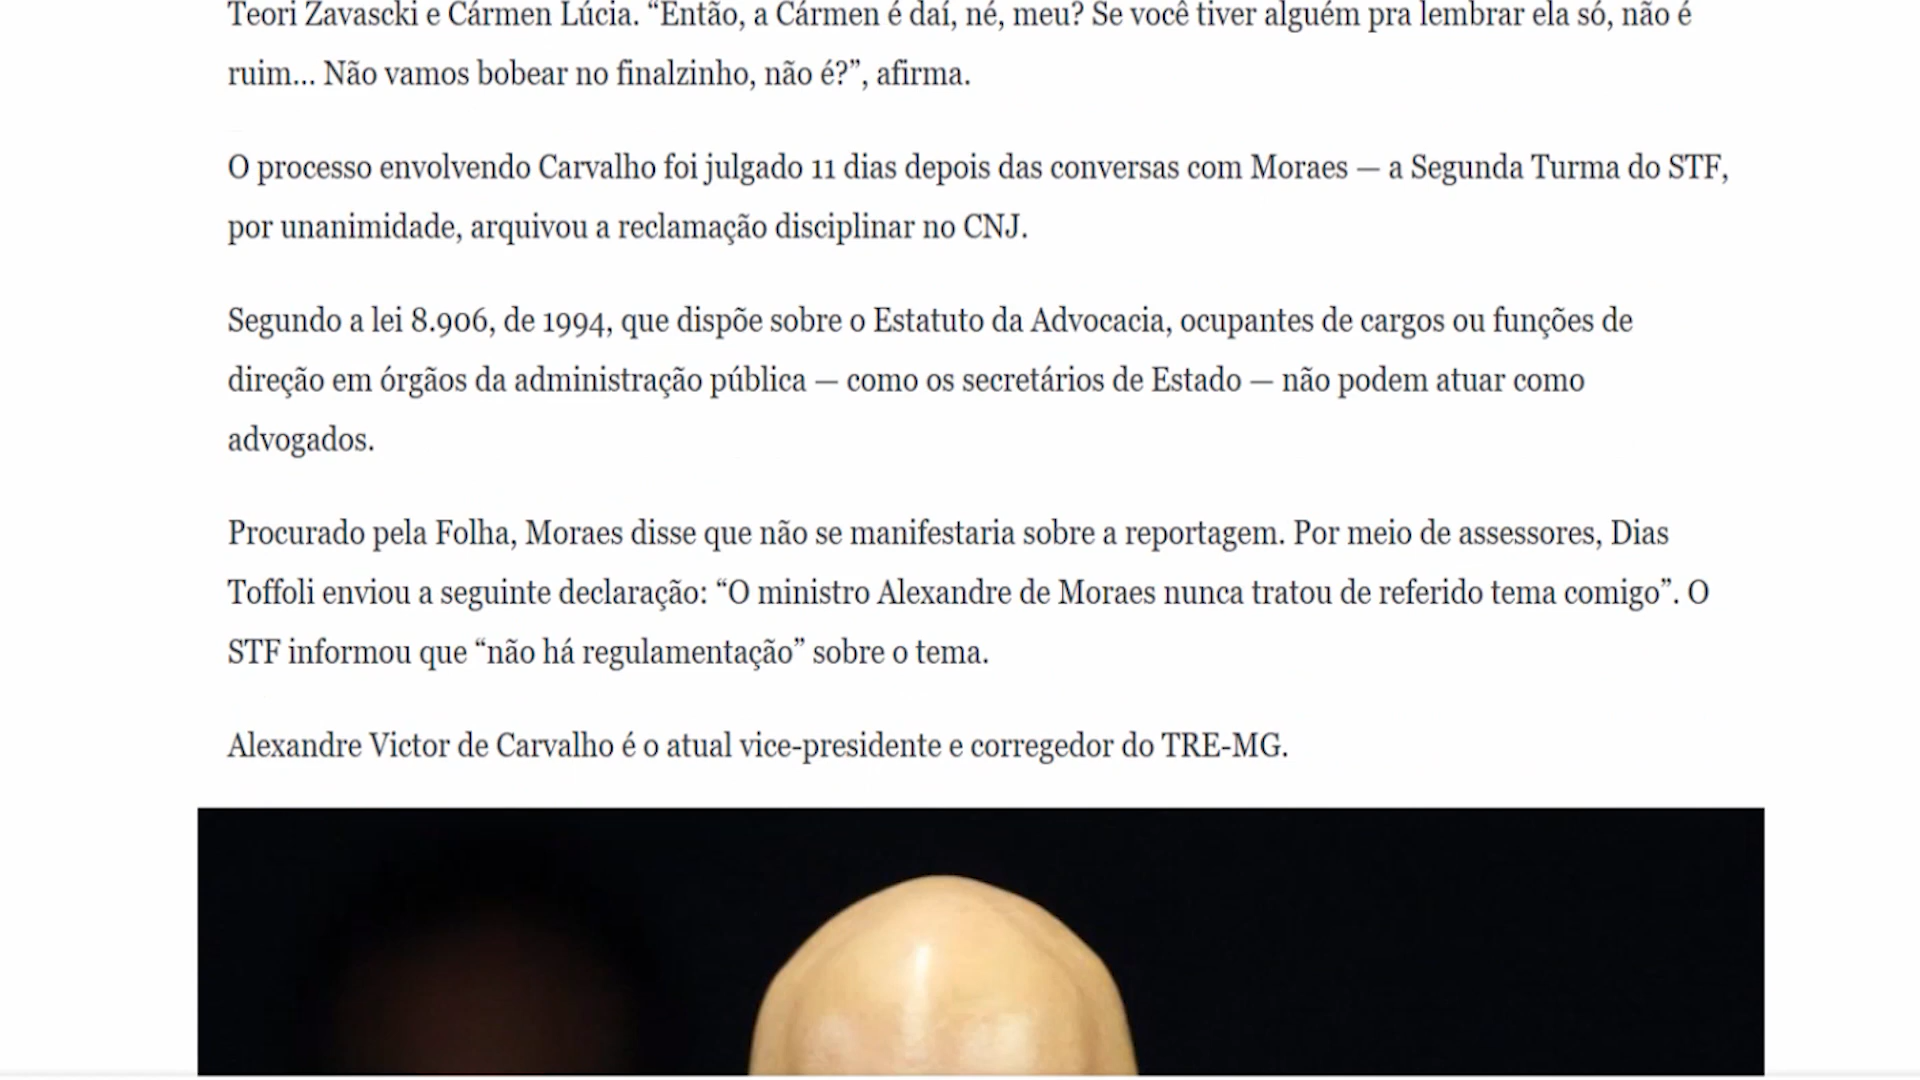 Teori Zavascki e Cármen Lúcia. “Então, a Cármen é daí, né, meu? Se você tiver alguém pra lembrar ela só, não é
ruim... Não vamos bobear no finalzinho, não é?”, afirma.
O processo envolvendo Carvalho foi julgado 11 dias depois das conversas com Moraes — a Segunda Turma do STF,
por unanimidade, arquivou a reclamação disciplinar no CNJ.
Segundo a lei 8.906, de 1994, que dispõe sobre o Estatuto da Advocacia, ocupantes de cargos ou funções de
direção em órgãos da administração pública — como os secretários de Estado — não podem atuar como
advogados.
Procurado pela Folha, Moraes disse que não se manifestaria sobre a reportagem. Por meio de assessores, Dias
Toffoli enviou a seguinte declaração: “O ministro Alexandre de Moraes nunca tratou de referido tema comigo”. O
STF informou que “não há regulamentação” sobre o tema.
Alexandre Victor de Carvalho é o atual vice-presidente e corregedor do TRE-MG.